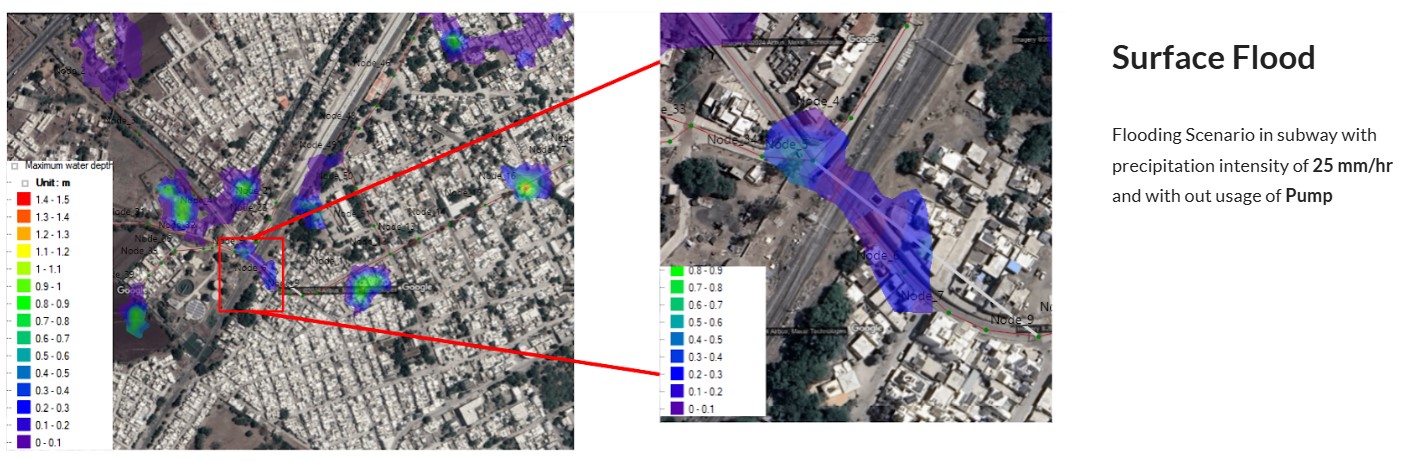 Surface Flood
Flooding Scenario in subway with
precipitation intensity of 25 mm/hr
and with out usage of Pump
Maximum water depth
Unit: m
1.4 - 1.5
1.3 - 1.4
1.2 - 1.3
1.1 - 1.2
1 - 1.1
0.9 - 1
0.8 - 0.9
0.7 - 0.8
0.6 - 0.7
0.5 - 0.6
0.4 - 0.5
0.3 - 0.4
0.2 - 0.3
0.1 - 0.2
0 - 0.1
Node_46
Node_35
Google
Google
Google
Node_4
e_33
Node_7
Node_9
Google
0.8 - 0.9
0.7 - 0.8
0.6 - 0.7
0.5 - 0.6
0.4 - 0.5
0.3 - 0.4
0.2 - 0.3
0.1 - 0.2
0 - 0.1